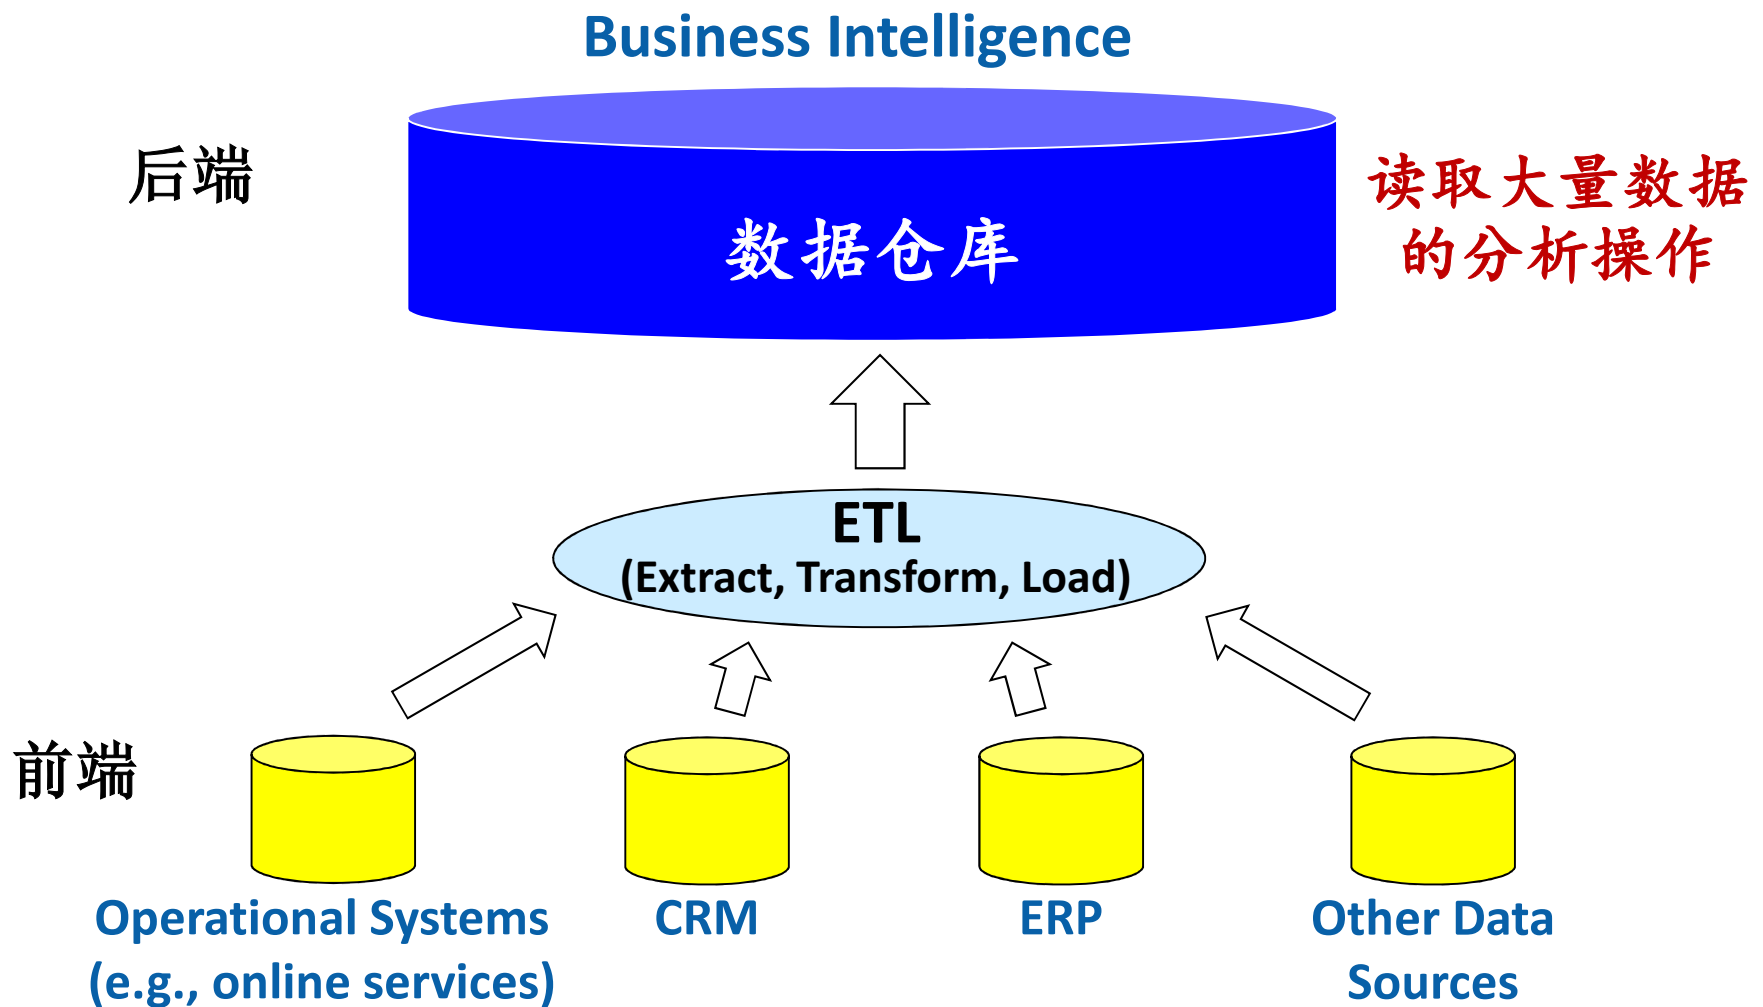 Business Intelligence
后端
数据仓库
读取大量数据
的分析操作
ETL
(Extract, Transform, Load)
前端
Operational Systems
(e.g., online services)
CRM
ERP
Other Data
Sources